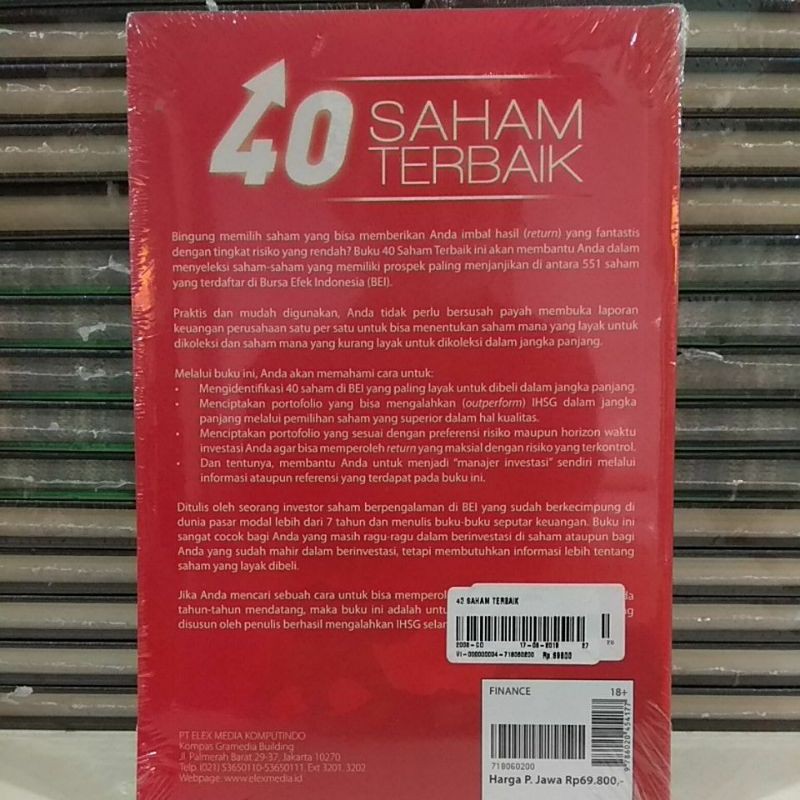 40 SAHAM
TERBAIK
Bingung memilih saham yang bisa memberikan Anda imbal hasil (return) yang fantastis
dengan tingkat risiko yang rendah? Buku 40 Saham Terbaik ini akan membantu Anda dalam
menyeleksi saham-saham yang memiliki prospek paling menjanjikan di antara 551 saham
yang terdaftar di Bursa Efek Indonesia (BEI).
Praktis dan mudah digunakan, Anda tidak perlu bersusah payah membuka laporan
keuangan perusahaan satu per satu untuk bisa menentukan saham mana yang layak untuk
dikoleksi dan saham mana yang kurang layak untuk dikoleksi dalam jangka panjang.
Melalui buku ini, Anda akan memahami cara untuk:
• Mengidentifikasi 40 saham di BEI yang paling layak untuk dibeli dalam jangka panjang.
• Menciptakan portofolio yang bisa mengalahkan (outperform) IHSG dalam jangka
panjang melalui pemilihan saham yang superior dalam hal kualitas.
• Menciptakan portofolio yang sesuai dengan preferensi risiko maupun horizon waktu
investasi Anda agar bisa memperoleh return yang maksial dengan risiko yang terkontrol.
• Dan tentunya, membantu Anda untuk menjadi "manajer investasi" sendiri melalui
informasi ataupun referensi yang terdapat pada buku ini.
Ditulis oleh seorang investor saham berpengalaman di BEI yang sudah berkecimpung di
dunia pasar modal lebih dari 7 tahun dan menulis buku-buku seputar keuangan. Buku ini
sangat cocok bagi Anda yang masih ragu-ragu dalam berinvestasi di saham ataupun bagi
Anda yang sudah mahir dalam berinvestasi, tetapi membutuhkan informasi lebih tentang
saham yang layak dibeli.
Jika Anda mencari sebuah cara untuk bisa
tahun-tahun mendatang, maka buku ini adalah
disusun oleh penulis berhasil mengalahkan IHSG
40 SAHAM TERBAIK
17-08-2019 27
VI-000000004-718060200 Rp 69800
FINANCE 18+
718060200
9786020454177
Harga P. Jawa Rp69.800,-
PT ELEX MEDIA KOMPUTINDO
Kompas Gramedia Building
Jl. Palmerah Barat 29-37, Jakarta 10270
Telp. (021) 53650110-53650111, Ext 3201, 3202
Webpage: www.elexmedia.id